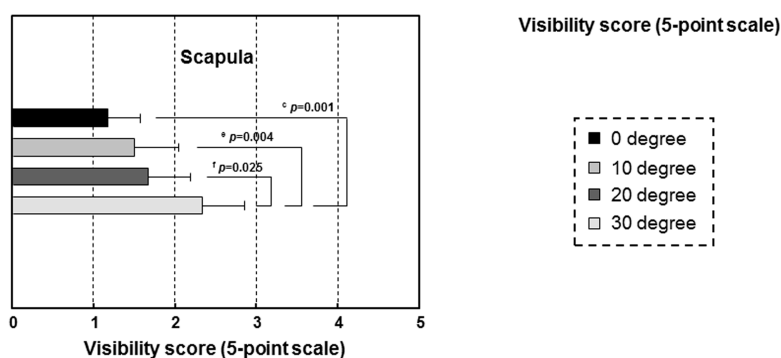 Visibility score (5-point scale)
Scapula
c p=0.001
e p=0.004
f p=0.025
0 degree
10 degree
20 degree
30 degree
0 1 2 3 4 5
Visibility score (5-point scale)